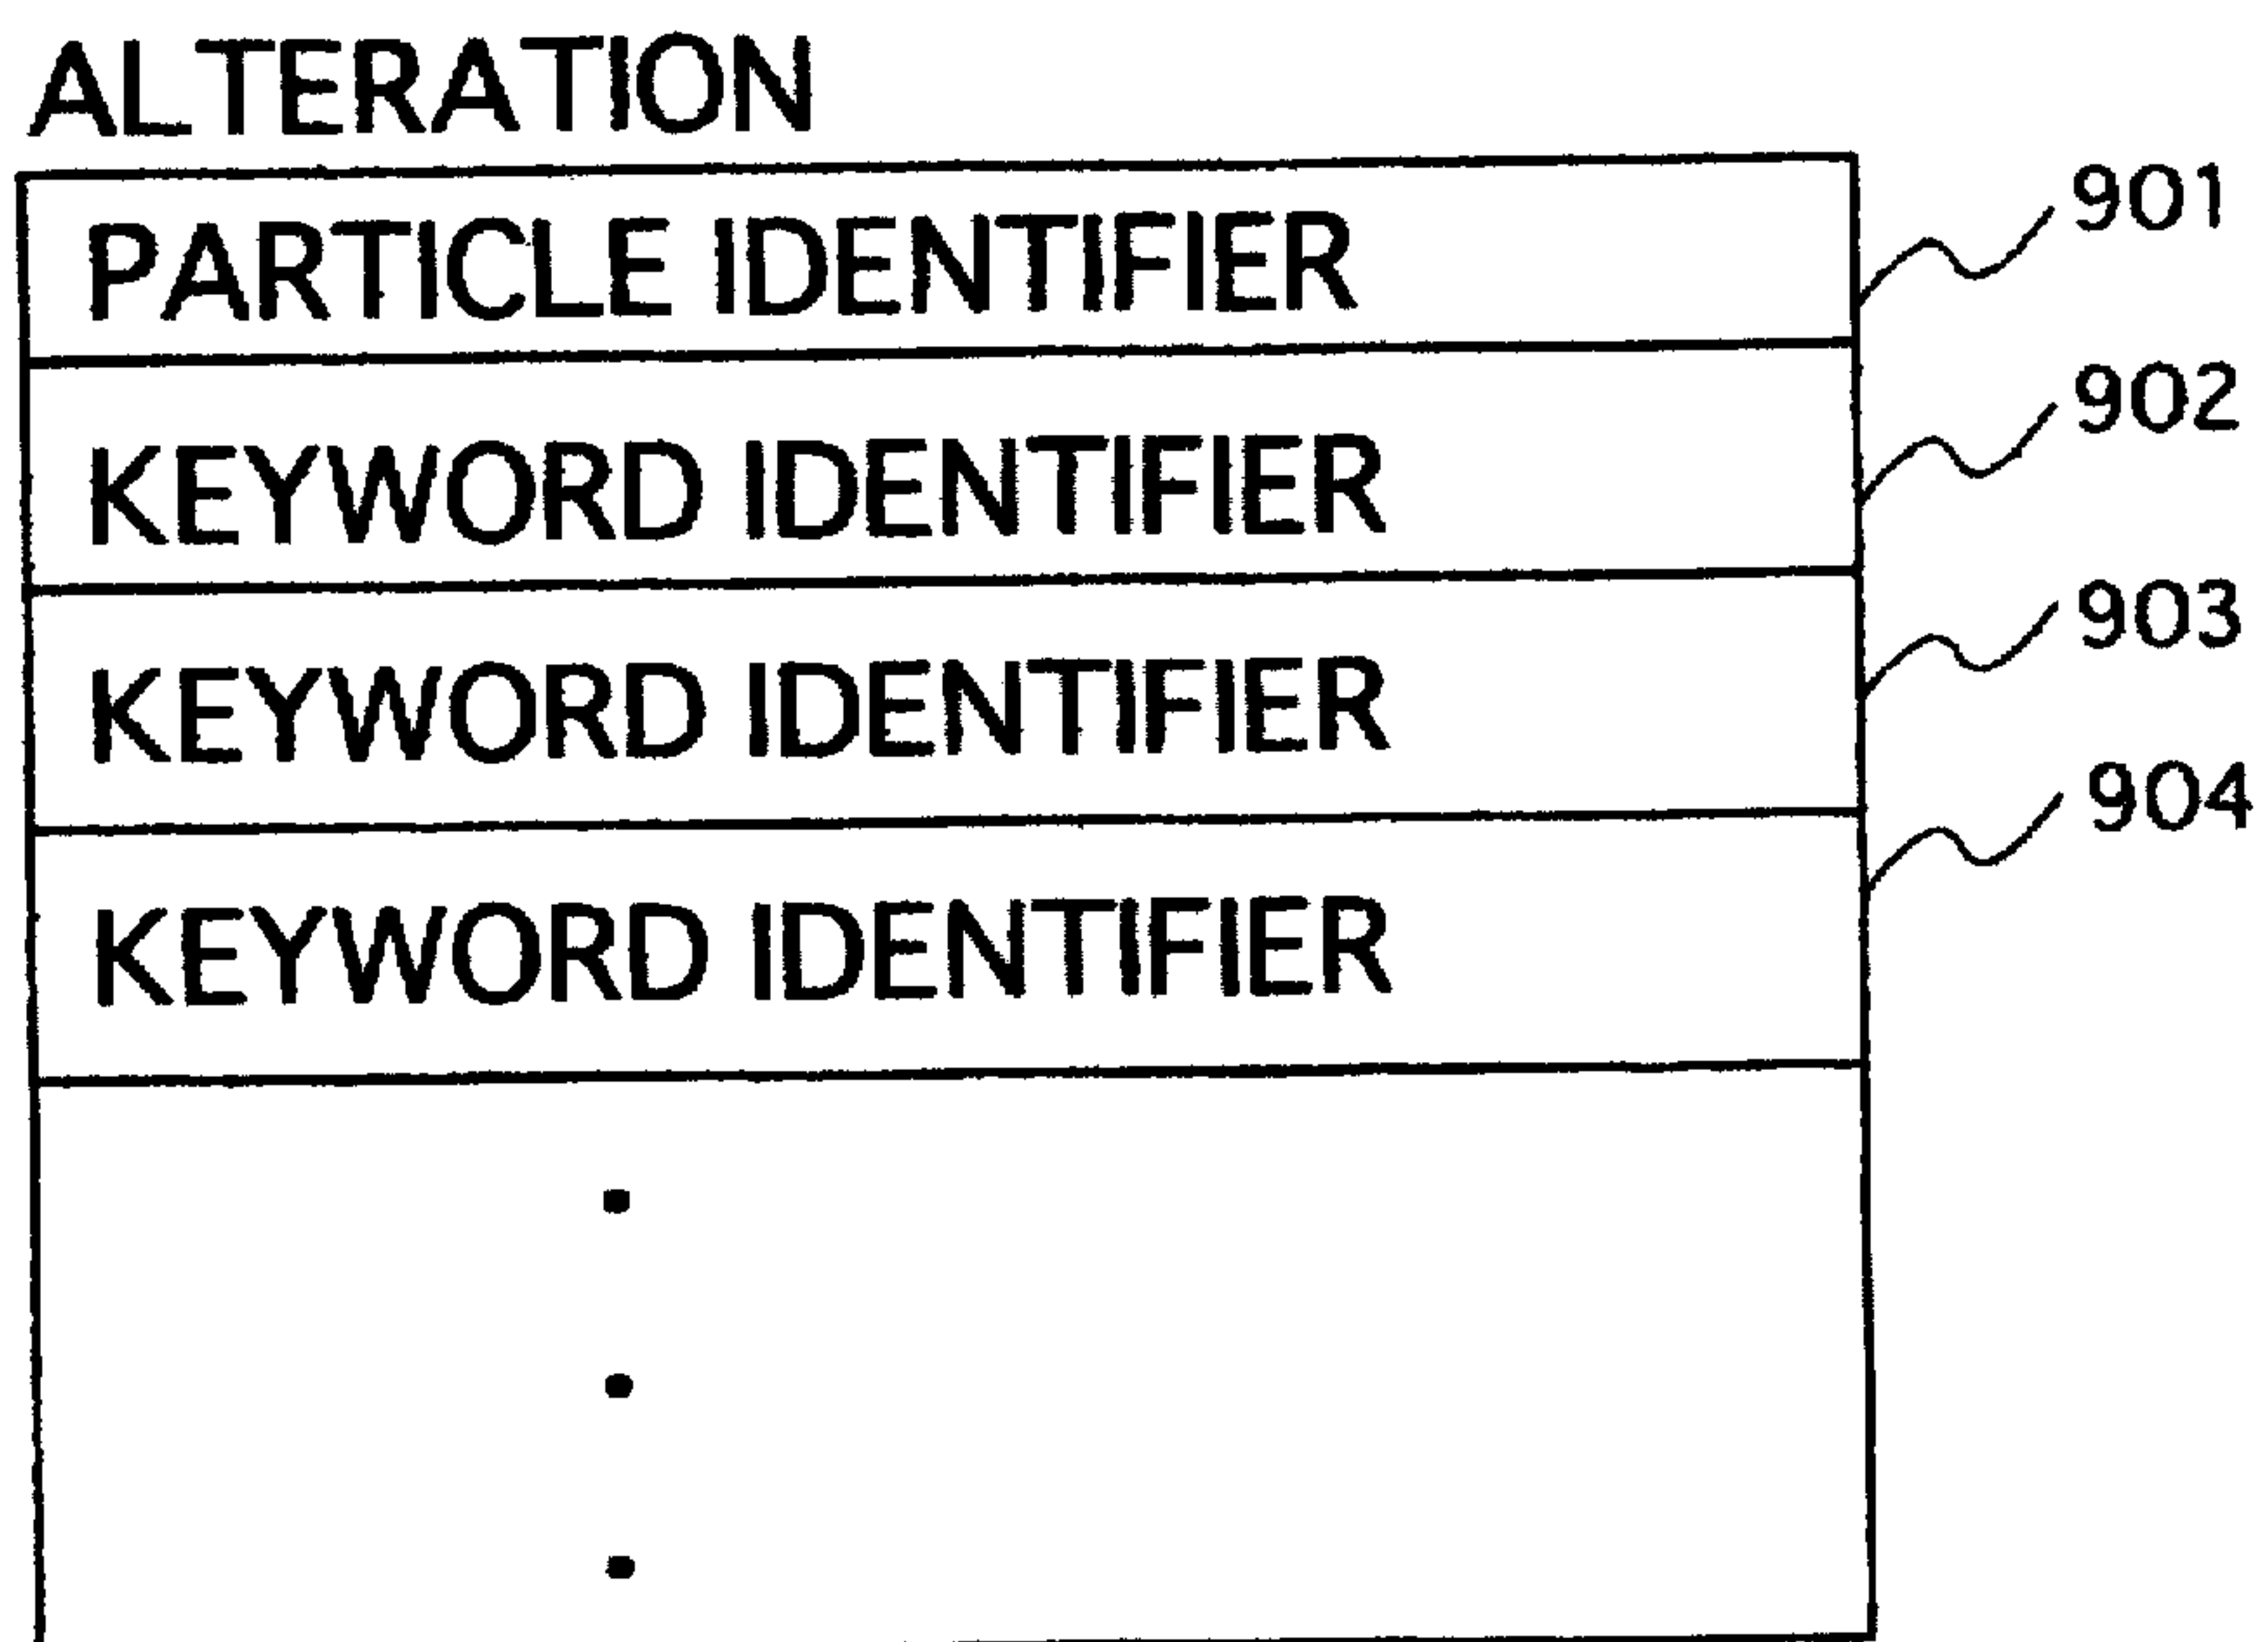 ALTERATION
PARTICLE IDENTIFIER 901
KEYWORD IDENTIFIER 902
KEYWORD IDENTIFIER 903
KEYWORD IDENTIFIER 904